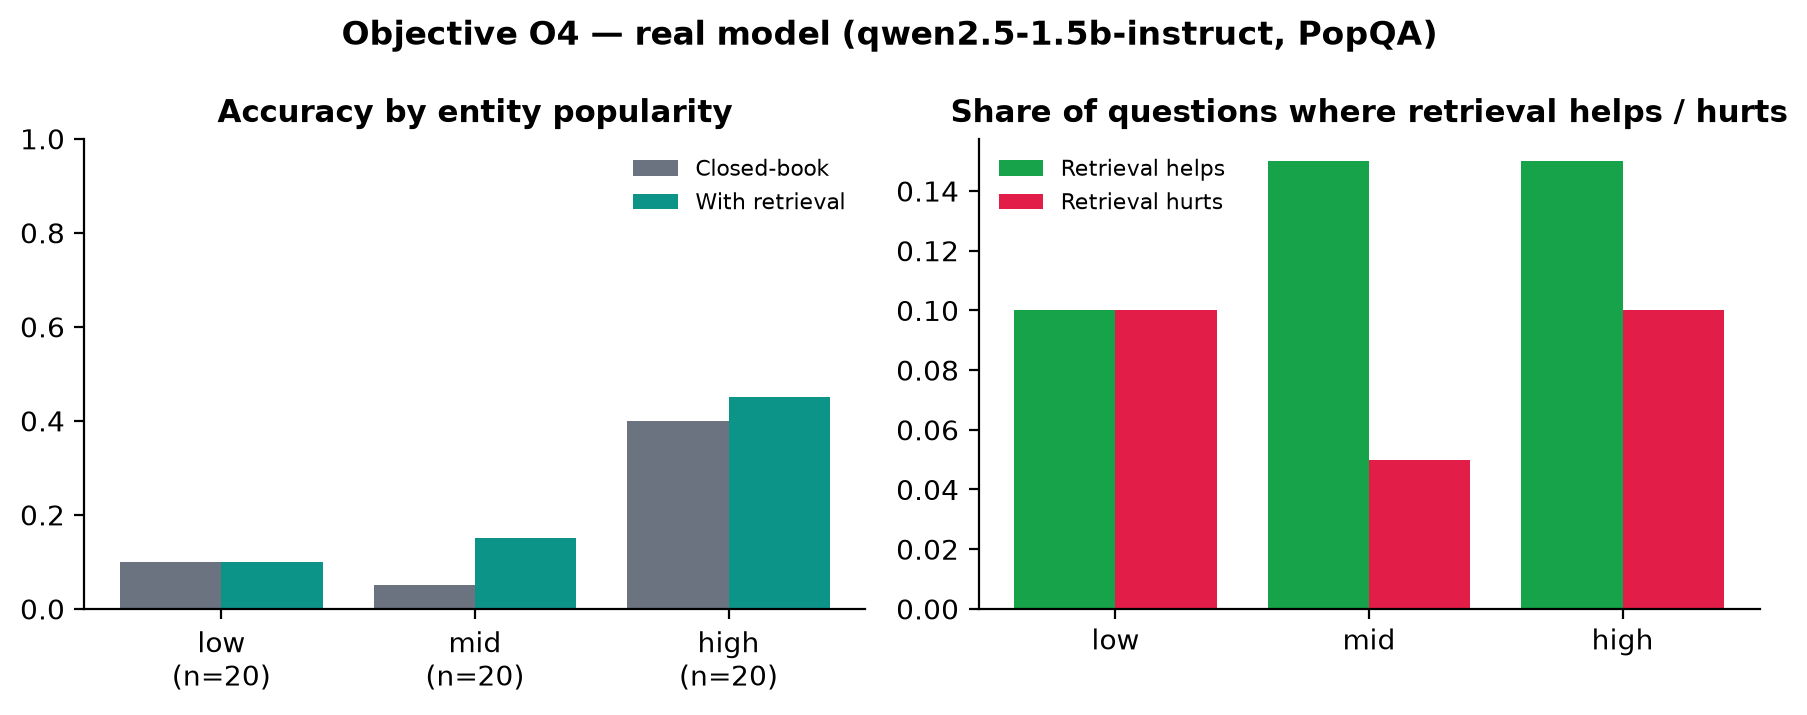 Objective O4 — real model (qwen2.5-1.5b-instruct, PopQA)
Accuracy by entity popularity
1.0
0.8
0.6
0.4
0.2
0.0
Closed-book
With retrieval
low
(n=20)
mid
(n=20)
high
(n=20)
Share of questions where retrieval helps / hurts
0.14
0.12
0.10
0.08
0.06
0.04
0.02
0.00
Retrieval helps
Retrieval hurts
low
mid
high